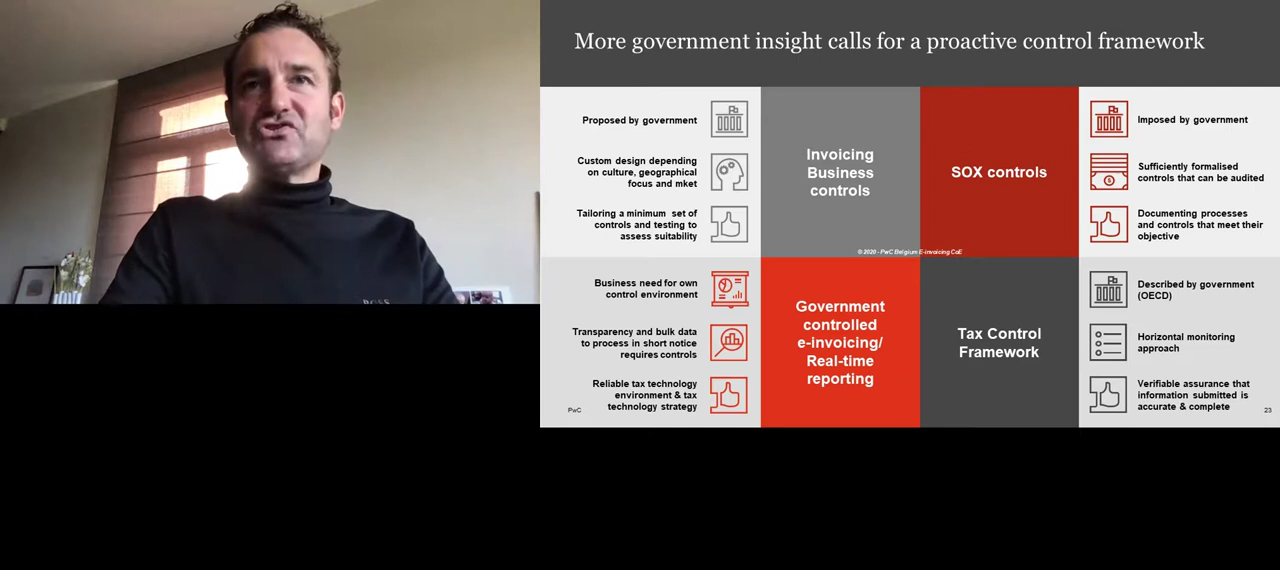 More government insight calls for a proactive control framework
Proposed by government
Custom design depending
on culture, geographical
focus and mket
Tailoring a minimum set of
controls and testing to
assess suitability
Invoicing
Business
controls
SOX controls
Imposed by government
Sufficiently formalised
controls that can be audited
Documenting processes
and controls that meet their
objective
© 2020 - PwC Belgium E-invoicing CoE
Business need for own
control environment
Transparency and bulk data
to process in short notice
requires controls
Reliable tax technology
environment & tax
technology strategy
Government
controlled
e-invoicing/
Real-time
reporting
Tax Control
Framework
Described by government
(OECD)
Horizontal monitoring
approach
Verifiable assurance that
information submitted is
accurate & complete
PwC
23
BOSS